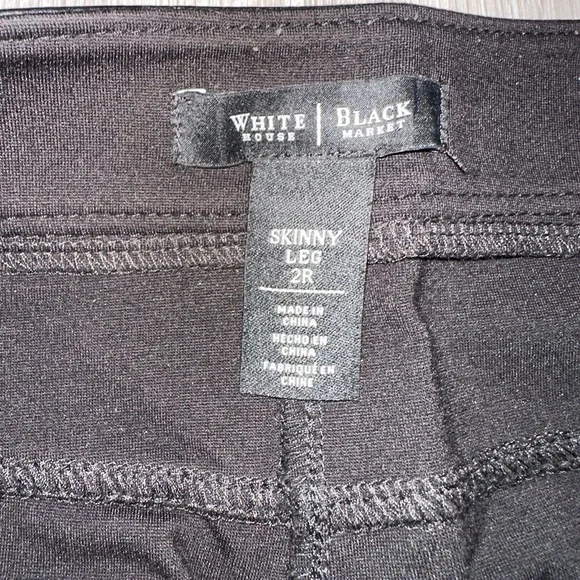 WHITE | BLACK
HOUSE MARKET
SKINNY
LEG
2R
MADE IN
CHINA
HECHO EN
CHINA
FABRIQUÉ EN
CHINE